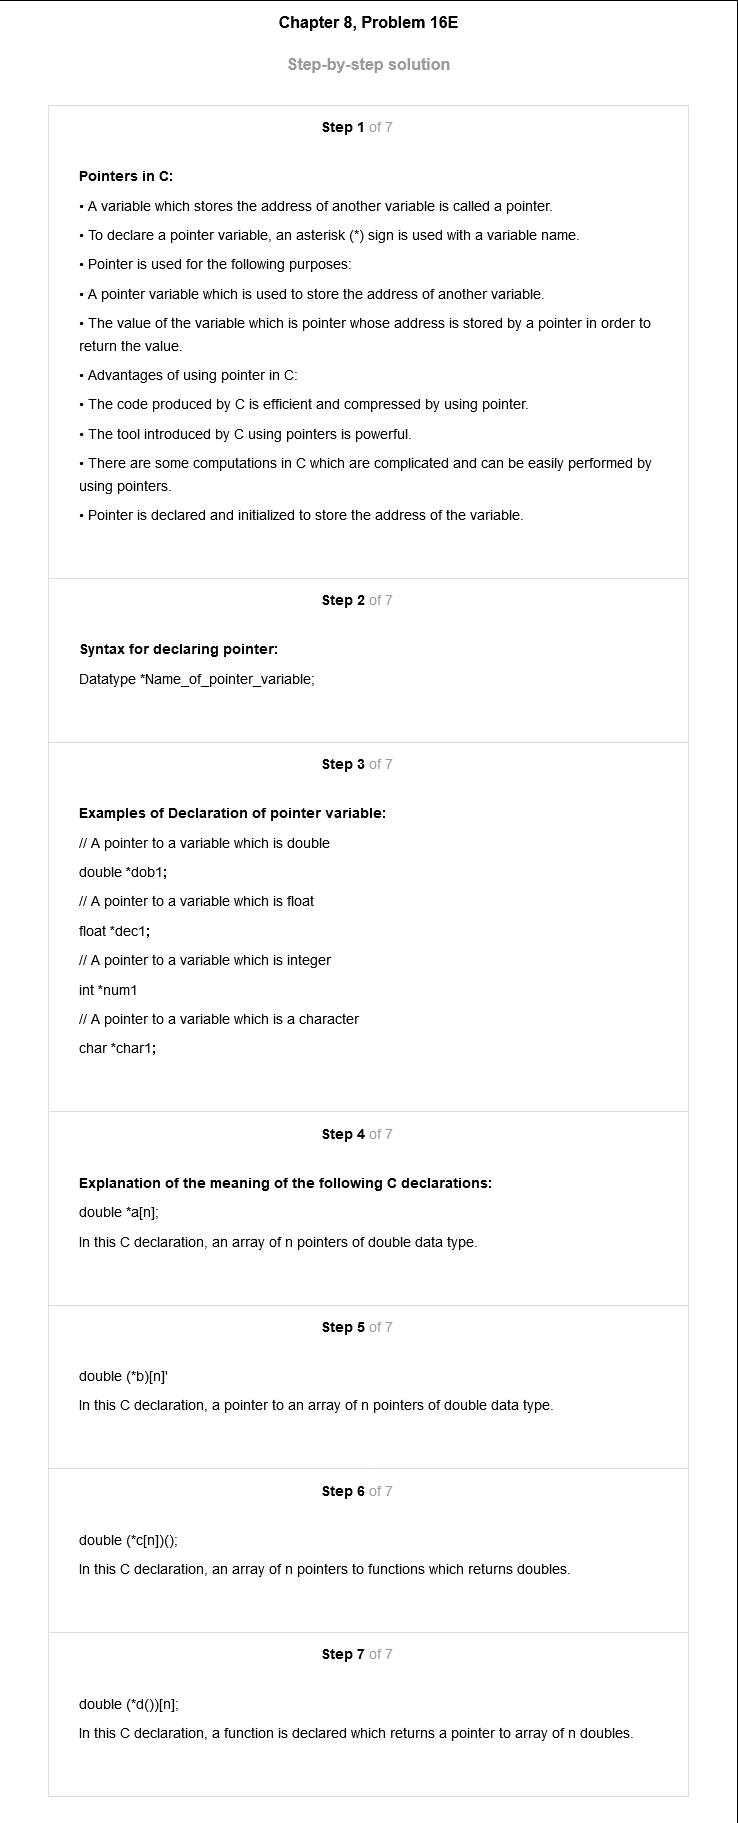 Chapter 8, Problem 16E
Step-by-step solution
Step 1 of 7
Pointers in C:
• A variable which stores the address of another variable is called a pointer.
• To declare a pointer variable, an asterisk (*) sign is used with a variable name.
• Pointer is used for the following purposes:
• A pointer variable which is used to store the address of another variable.
• The value of the variable which is pointer whose address is stored by a pointer in order to
return the value.
• Advantages of using pointer in C:
• The code produced by C is efficient and compressed by using pointer.
• The tool introduced by C using pointers is powerful.
• There are some computations in C which are complicated and can be easily performed by
using pointers.
• Pointer is declared and initialized to store the address of the variable.
Step 2 of 7
Syntax for declaring pointer:
Datatype *Name_of_pointer_variable;
Step 3 of 7
Examples of Declaration of pointer variable:
// A pointer to a variable which is double
double *dob1;
// A pointer to a variable which is float
float *dec1;
// A pointer to a variable which is integer
int *num1
// A pointer to a variable which is a character
char *char1;
Step 4 of 7
Explanation of the meaning of the following C declarations:
double *a[n];
In this C declaration, an array of n pointers of double data type.
Step 5 of 7
double (*b)[n]'
In this C declaration, a pointer to an array of n pointers of double data type.
Step 6 of 7
double (*c[n])();
In this C declaration, an array of n pointers to functions which returns doubles.
Step 7 of 7
double (*d())[n];
In this C declaration, a function is declared which returns a pointer to array of n doubles.